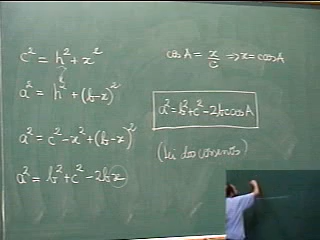 c² = h² + x²
a² = h² + (b-x)²
a² = c² - x² + (b-x)²
a² = b² + c² - 2bx
cos A = x/c ⇒ x = c cos A
a² = b² + c² - 2bc cos A
(Lei dos cossenos)